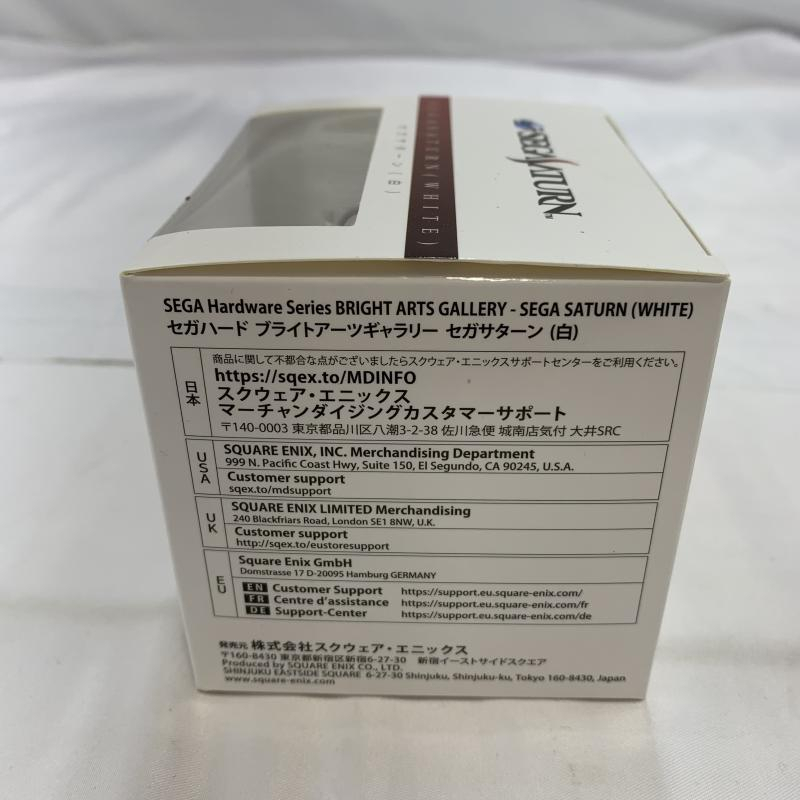 SEGA SATURN™
SEGA SATURN (WHITE)
セガサターン (白)
SEGA Hardware Series BRIGHT ARTS GALLERY - SEGA SATURN (WHITE)
セガハード ブライトアーツギャラリー セガサターン (白)
日本
商品に関して不都合な点がございましたらスクウェア・エニックスサポートセンターをご利用ください。
https://sqex.to/MDINFO
スクウェア・エニックス
マーチャンダイジングカスタマーサポート
〒140-0003 東京都品川区八潮3-2-38 佐川急便 城南店気付 大井SRC
USA
SQUARE ENIX, INC. Merchandising Department
999 N. Pacific Coast Hwy, Suite 150, El Segundo, CA 90245, U.S.A.
Customer support
sqex.to/mdsupport
UK
SQUARE ENIX LIMITED Merchandising
240 Blackfriars Road, London SE1 8NW, U.K.
Customer support
http://sqex.to/eustoresupport
EU
Square Enix GmbH
Domstrasse 17 D-20095 Hamburg GERMANY
EN Customer Support https://support.eu.square-enix.com/
FR Centre d'assistance https://support.eu.square-enix.com/fr
DE Support-Center https://support.eu.square-enix.com/de
発売元 株式会社スクウェア・エニックス
〒160-8430 東京都新宿区新宿6-27-30 新宿イーストサイドスクエア
Produced by SQUARE ENIX CO., LTD.
SHINJUKU EASTSIDE SQUARE 6-27-30 Shinjuku, Shinjuku-ku, Tokyo 160-8430, Japan
www.square-enix.com